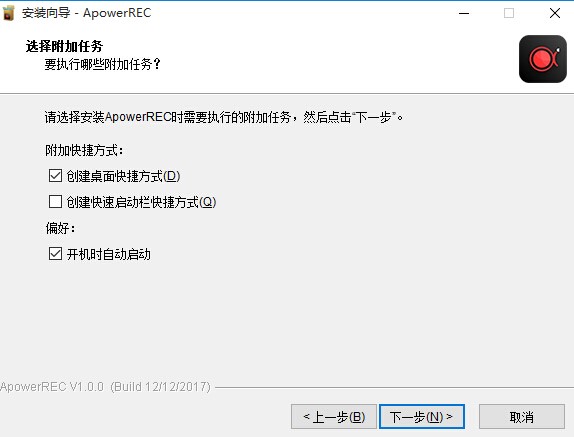 安装向导 - ApowerREC
选择附加任务
要执行哪些附加任务？
请选择安装ApowerREC时需要执行的附加任务，然后点击“下一步”。
附加快捷方式：
创建桌面快捷方式(D)
创建快速启动栏快捷方式(Q)
偏好：
开机时自动启动
ApowerREC V1.0.0 (Build 12/12/2017)
< 上一步(B)
下一步(N) >
取消